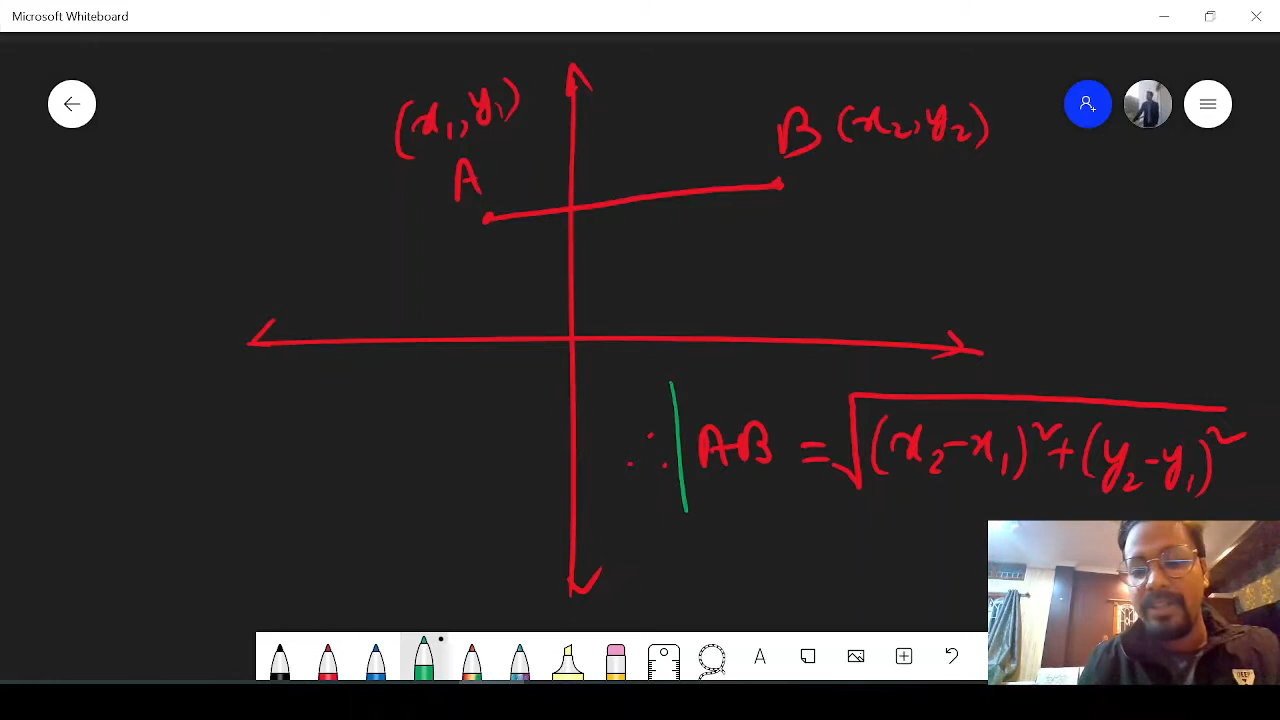 Microsoft Whiteboard
(x₁, y₁)
B (x₂, y₂)
A
∴ AB = √(x₂-x₁)² + (y₂-y₁)²
A